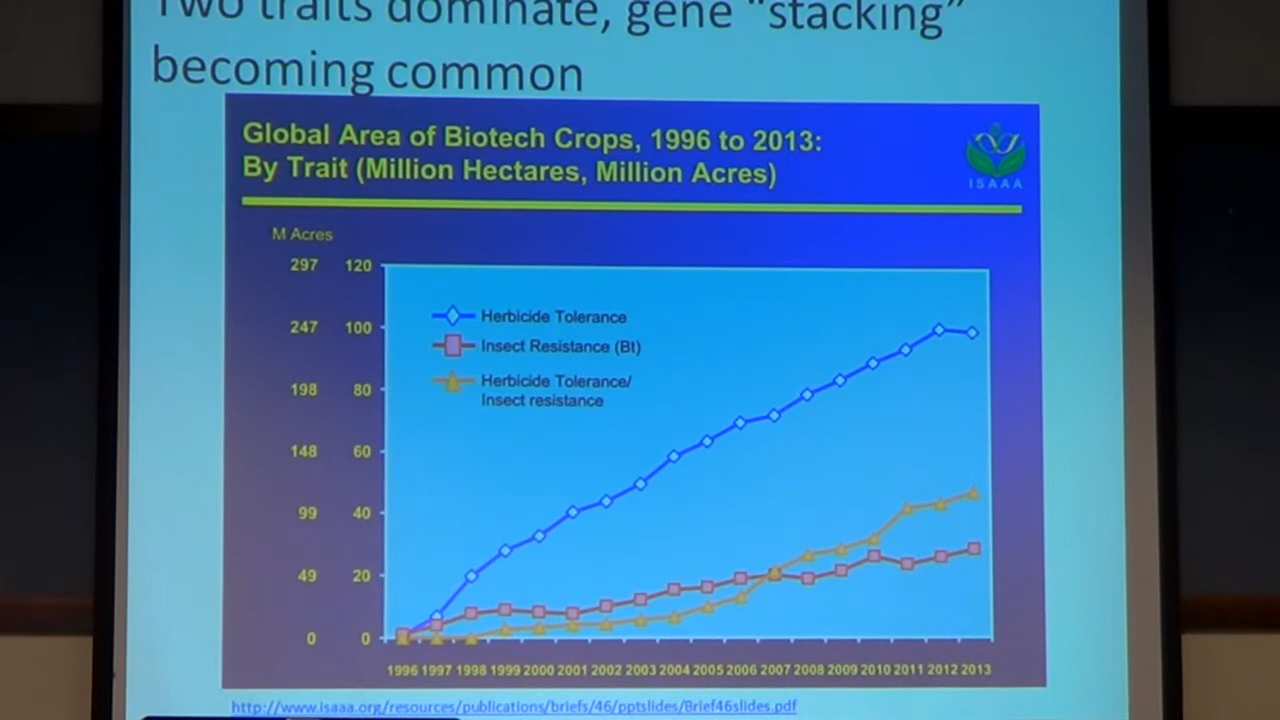 Two traits dominate, gene “stacking”
becoming common
Global Area of Biotech Crops, 1996 to 2013:
By Trait (Million Hectares, Million Acres)
ISAAA
M Acres
297 120
247 100
198 80
148 60
99 40
49 20
0 0
Herbicide Tolerance
Insect Resistance (Bt)
Herbicide Tolerance/
Insect resistance
1996 1997 1998 1999 2000 2001 2002 2003 2004 2005 2006 2007 2008 2009 2010 2011 2012 2013
http://www.isaaa.org/resources/publications/briefs/46/pptslides/Brief46slides.pdf